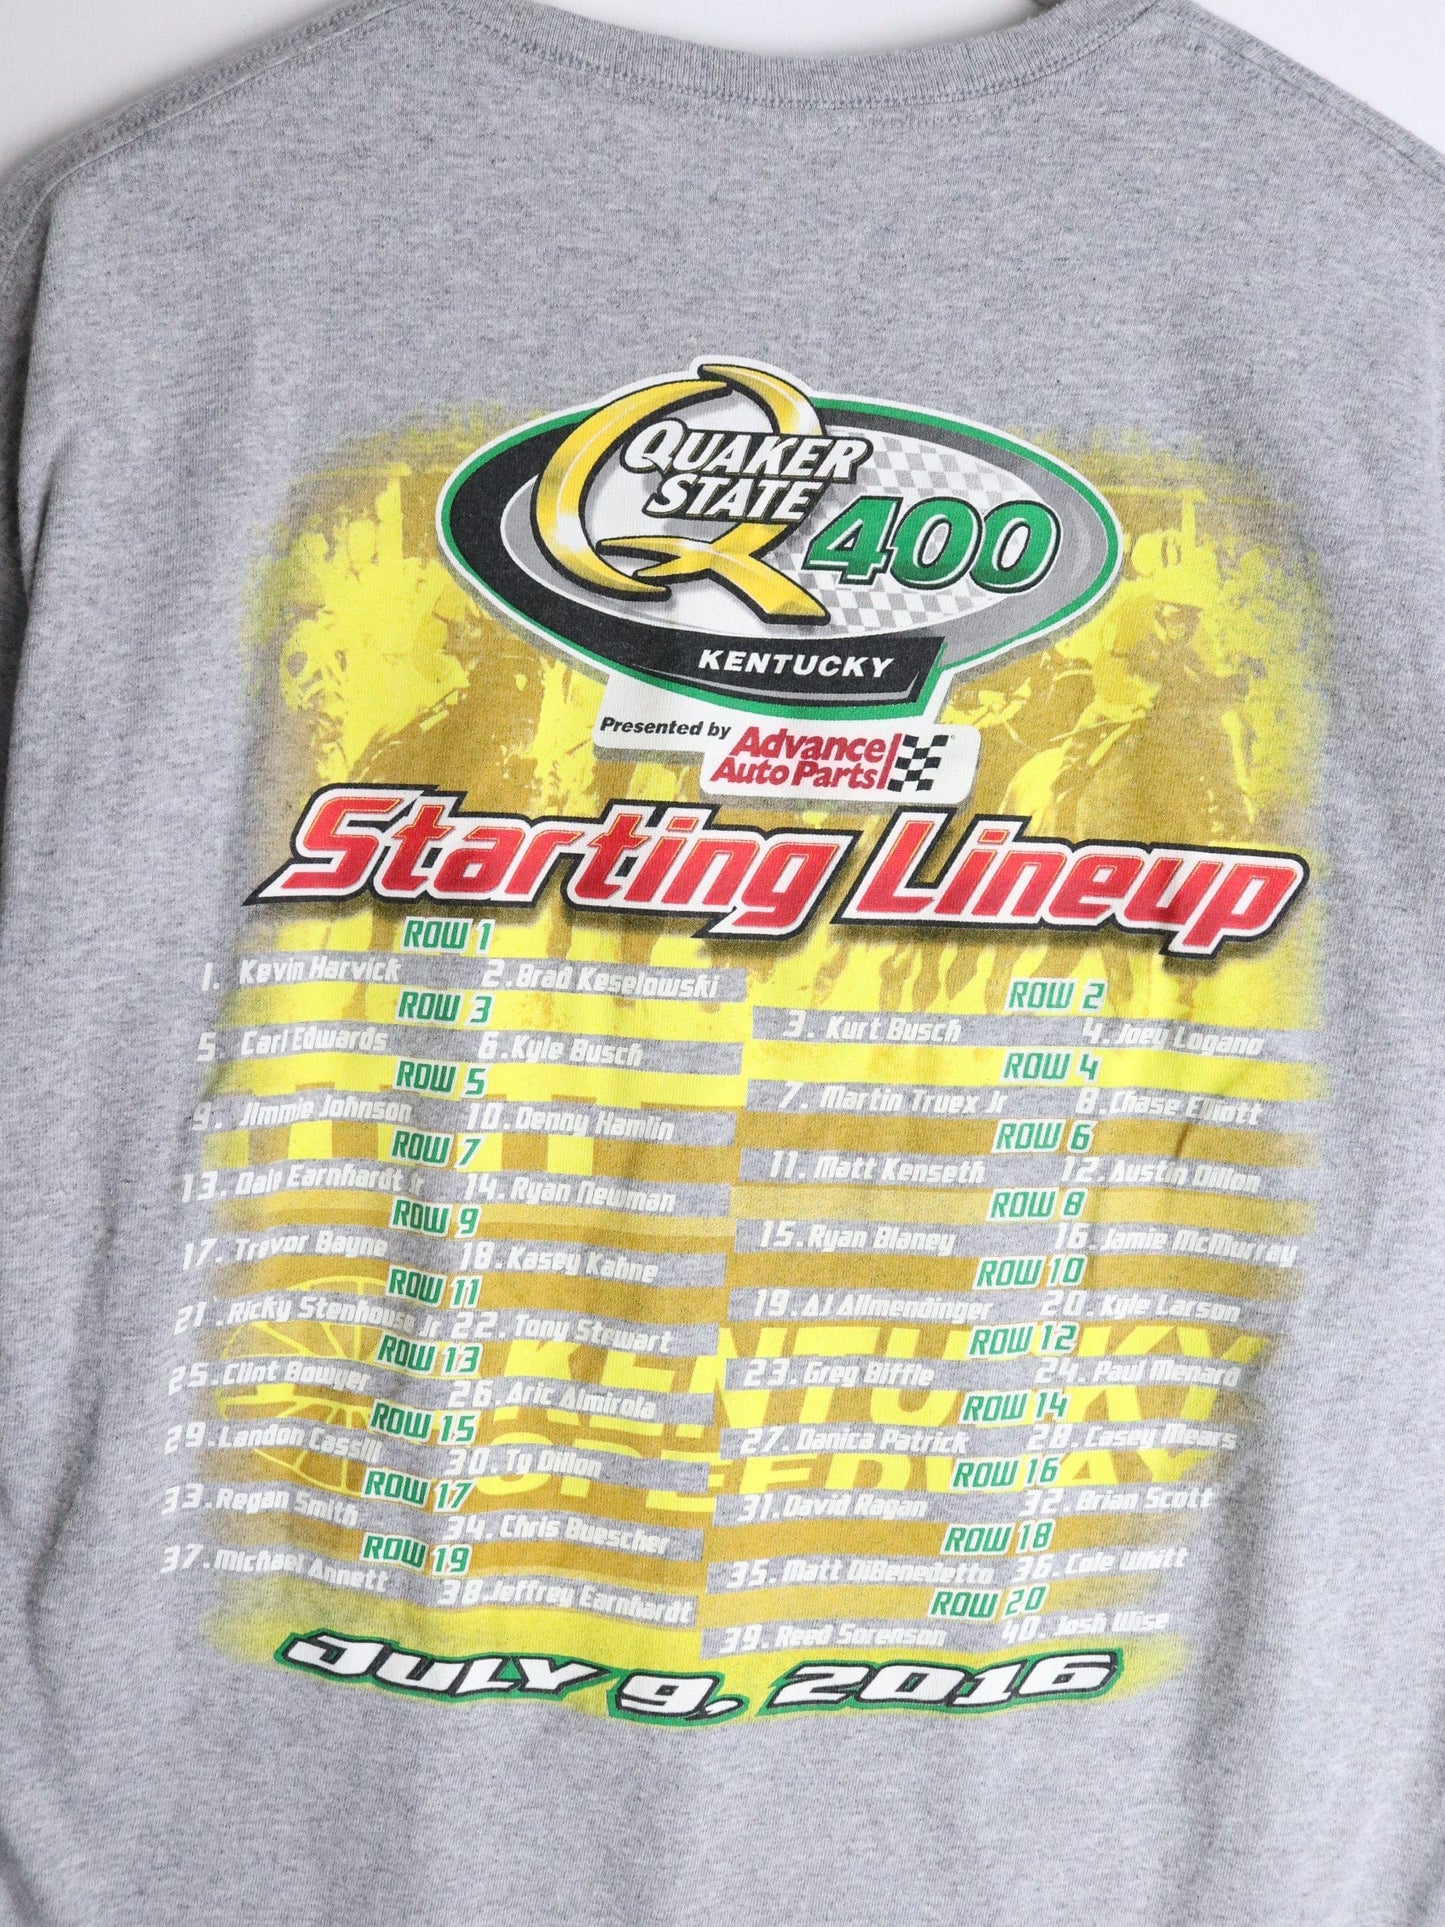 QUAKER
STATE
400
KENTUCKY
Presented by
Advance
Auto Parts
Starting Lineup
ROW 1
1. Kevin Harvick 2. Brad Keselowski
ROW 2
3. Kurt Busch 4. Joey Logano
ROW 3
5. Carl Edwards 6. Kyle Busch
ROW 4
7. Martin Truex Jr 8. Chase Elliott
ROW 5
9. Jimmie Johnson 10. Denny Hamlin
ROW 6
11. Matt Kenseth 12. Austin Dillon
ROW 7
13. Dale Earnhardt Jr 14. Ryan Newman
ROW 8
15. Ryan Blaney 16. Jamie McMurray
ROW 9
17. Trevor Bayne 18. Kasey Kahne
ROW 10
19. AJ Allmendinger 20. Kyle Larson
ROW 11
21. Ricky Stenhouse Jr 22. Tony Stewart
ROW 12
23. Greg Biffle 24. Paul Menard
ROW 13
25. Clint Bowyer 26. Aric Almirola
ROW 14
27. Danica Patrick 28. Casey Mears
ROW 15
29. Landon Cassill 30. Ty Dillon
ROW 16
31. David Ragan 32. Brian Scott
ROW 17
33. Regan Smith 34. Chris Buescher
ROW 18
35. Matt DiBenedetto 36. Cole Whitt
ROW 19
37. Michael Annett 38 Jeffrey Earnhardt
ROW 20
39. Reed Sorenson 40. Josh Wise
KENTUCKY
SPEEDWAY
JULY 9, 2016